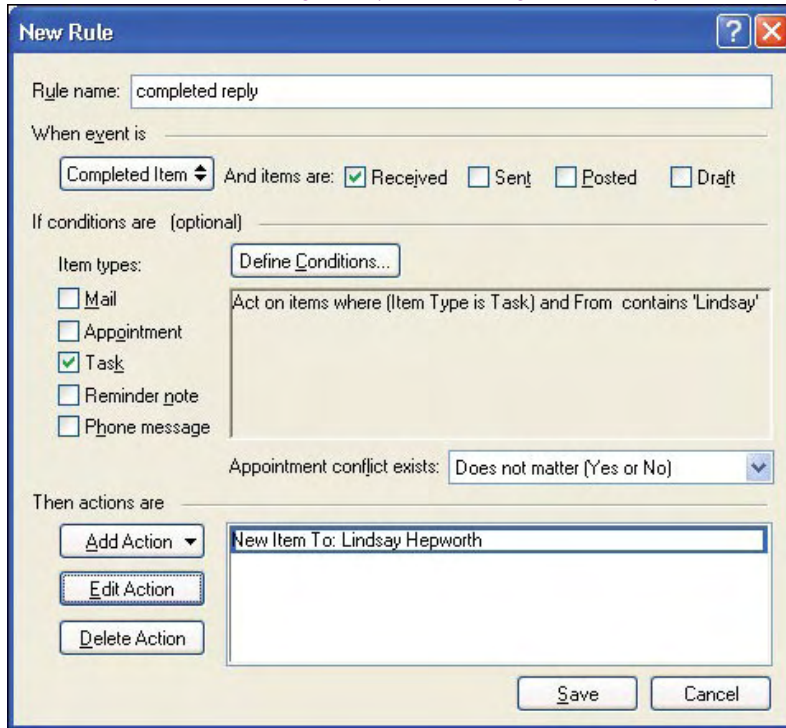 New Rule
Rule name: completed reply
When event is
Completed Item And items are: Received Sent Posted Draft
If conditions are (optional)
Item types: Define Conditions...
Mail
Act on items where (Item Type is Task) and From contains 'Lindsay'
Appointment
Task
Reminder note
Phone message
Appointment conflict exists: Does not matter (Yes or No)
Then actions are
Add Action
New Item To: Lindsay Hepworth
Edit Action
Delete Action
Save Cancel